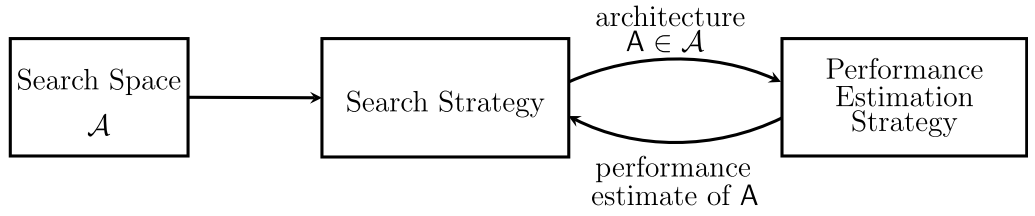 Search Space
𝒜
Search Strategy
architecture
A ∈ 𝒜
Performance
Estimation
Strategy
performance
estimate of A